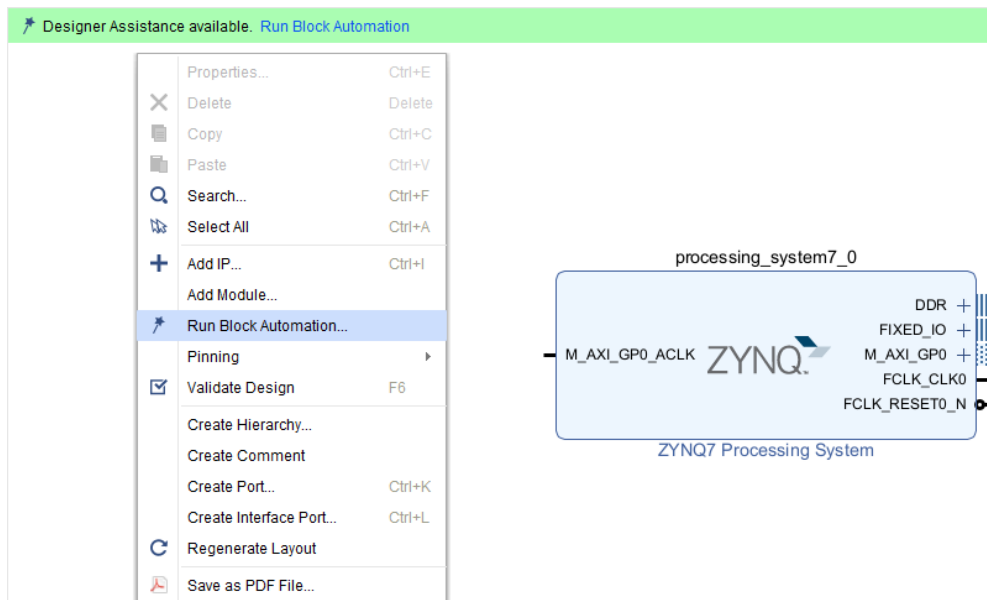 Designer Assistance available. Run Block Automation
Properties... Ctrl+E
Delete Delete
Copy Ctrl+C
Paste Ctrl+V
Search... Ctrl+F
Select All Ctrl+A
Add IP... Ctrl+I
Add Module...
Run Block Automation...
Pinning
Validate Design F6
Create Hierarchy...
Create Comment
Create Port... Ctrl+K
Create Interface Port... Ctrl+L
Regenerate Layout
Save as PDF File...
processing_system7_0
DDR
FIXED_IO
M_AXI_GP0_ACLK ZYNQ. M_AXI_GP0
FCLK_CLK0
FCLK_RESET0_N
ZYNQ7 Processing System